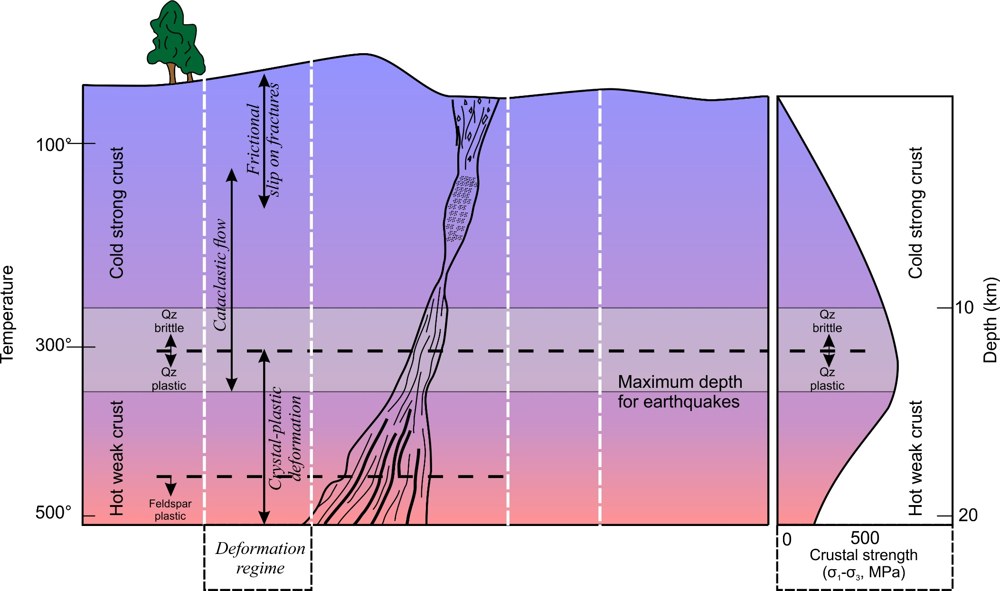 Temperature
100°
300°
500°
Cold strong crust
Hot weak crust
Qz
brittle
Qz
plastic
Feldspar
plastic
Cataclastic flow
Frictional
slip on fractures
Crystal-plastic
deformation
Deformation
regime
Maximum depth
for earthquakes
Qz
brittle
Qz
plastic
Cold strong crust
Hot weak crust
10
20
Depth (km)
0 500
Crustal strength
(σ₁-σ₃, MPa)